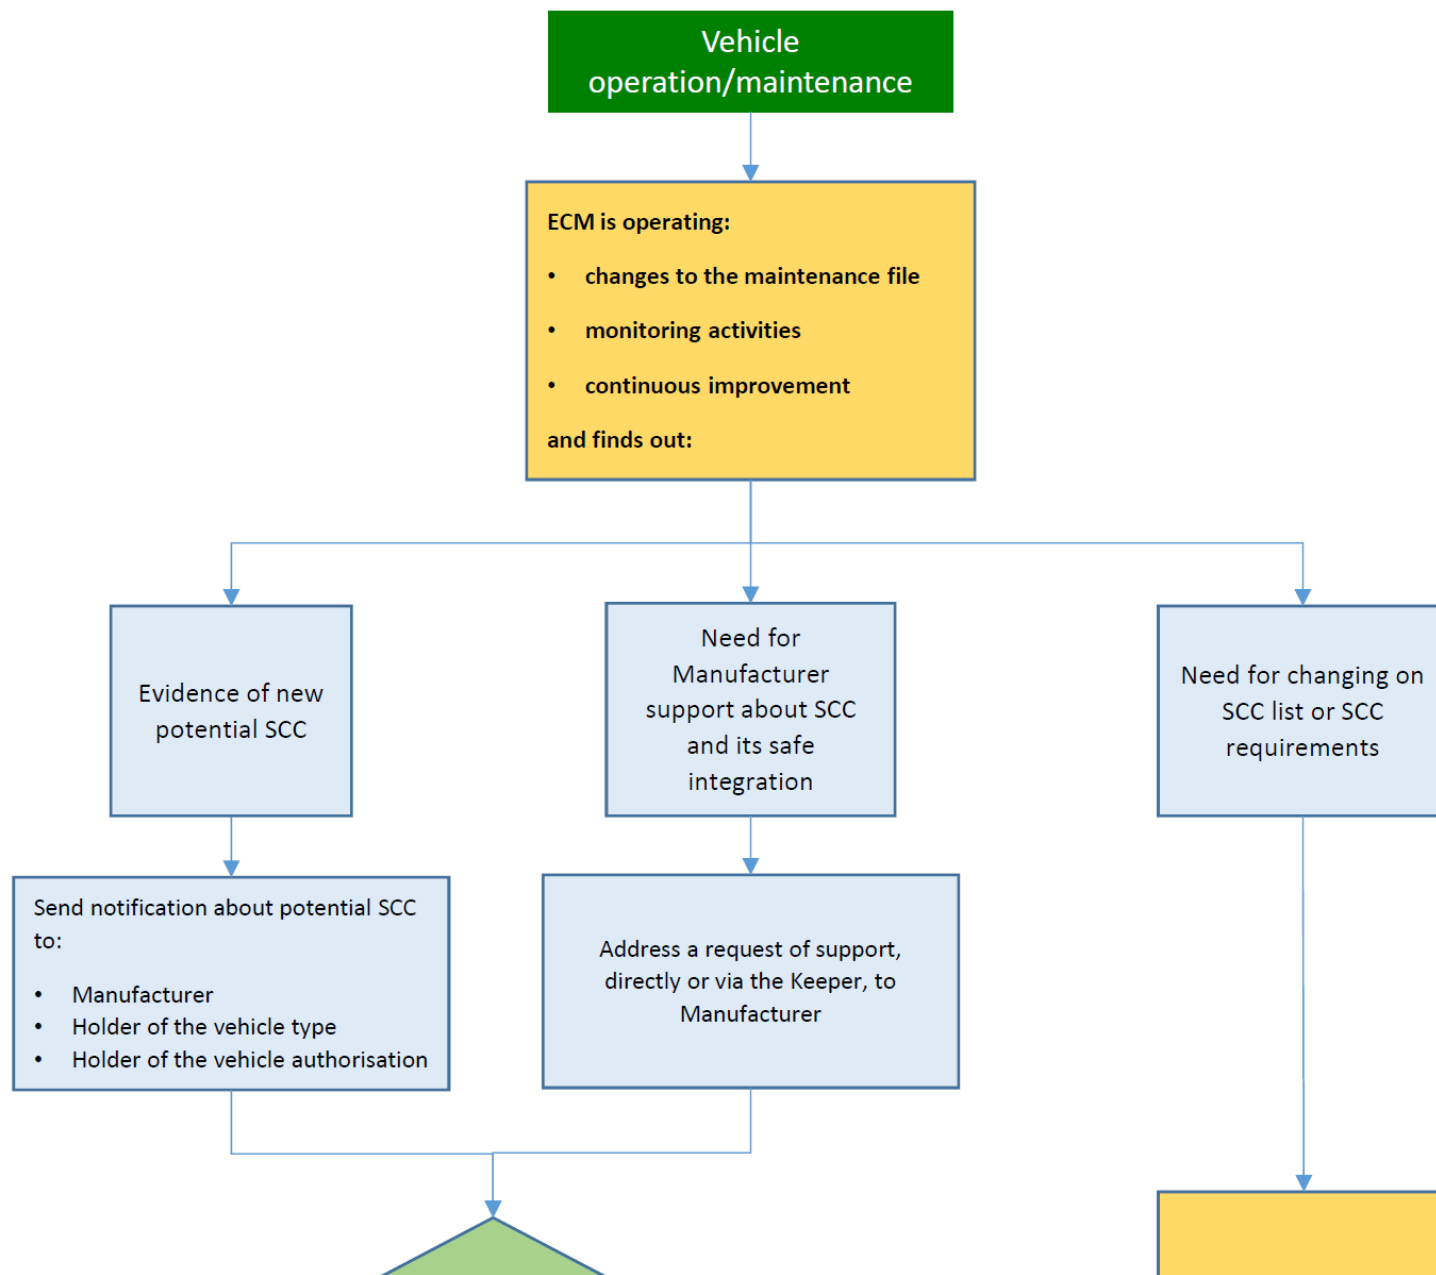 Vehicle
operation/maintenance
ECM is operating:
• changes to the maintenance file
• monitoring activities
• continuous improvement
and finds out:
Evidence of new
potential SCC
Need for
Manufacturer
support about SCC
and its safe
integration
Need for changing on
SCC list or SCC
requirements
Send notification about potential SCC
to:
• Manufacturer
• Holder of the vehicle type
• Holder of the vehicle authorisation
Address a request of support,
directly or via the Keeper, to
Manufacturer